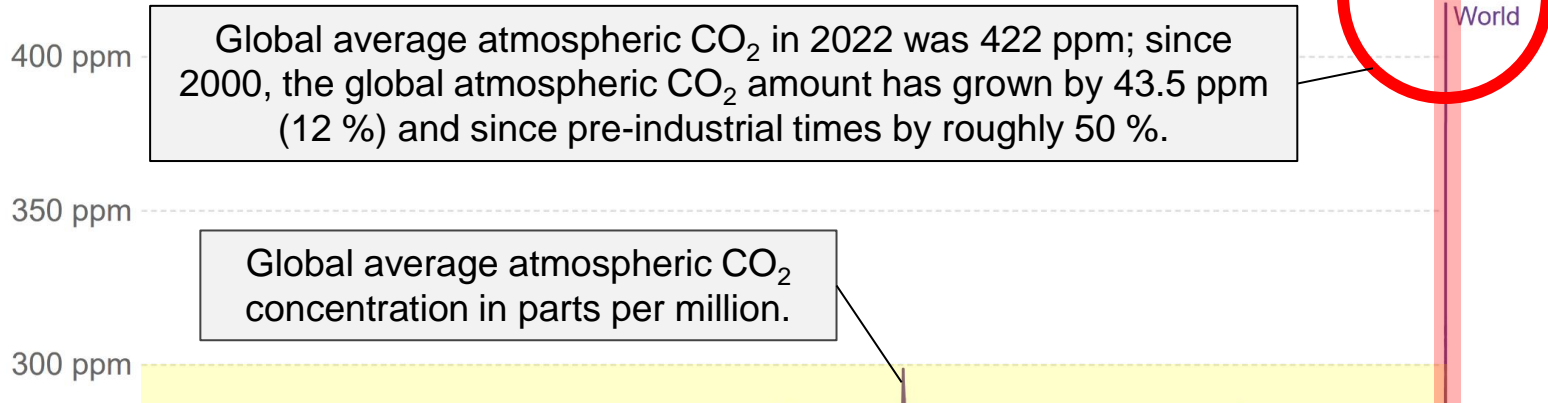 World
400 ppm
Global average atmospheric CO₂ in 2022 was 422 ppm; since
2000, the global atmospheric CO₂ amount has grown by 43.5 ppm
(12 %) and since pre-industrial times by roughly 50 %.
350 ppm
Global average atmospheric CO₂
concentration in parts per million.
300 ppm